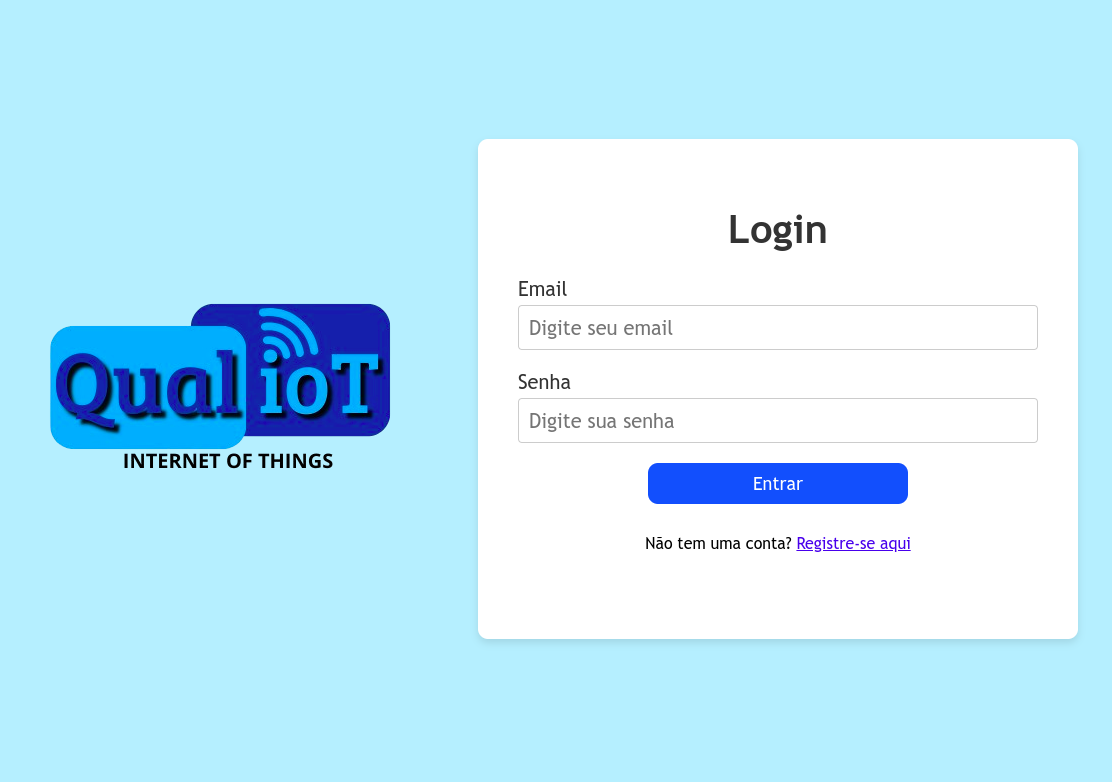 Qual ioT
INTERNET OF THINGS
Login
Email
Digite seu email
Senha
Digite sua senha
Entrar
Não tem uma conta? Registre-se aqui